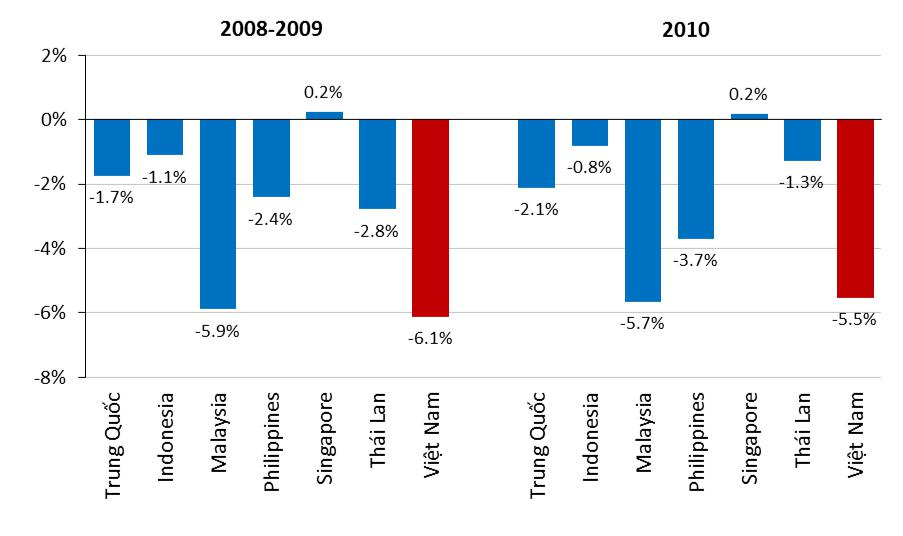 2008-2009
2010
2%
0%
-2%
-4%
-6%
-8%
-1.7%
-1.1%
-5.9%
-2.4%
0.2%
-2.8%
-6.1%
-2.1%
-0.8%
-5.7%
-3.7%
0.2%
-1.3%
-5.5%
Trung Quốc
Indonesia
Malaysia
Philippines
Singapore
Thái Lan
Việt Nam
Trung Quốc
Indonesia
Malaysia
Philippines
Singapore
Thái Lan
Việt Nam